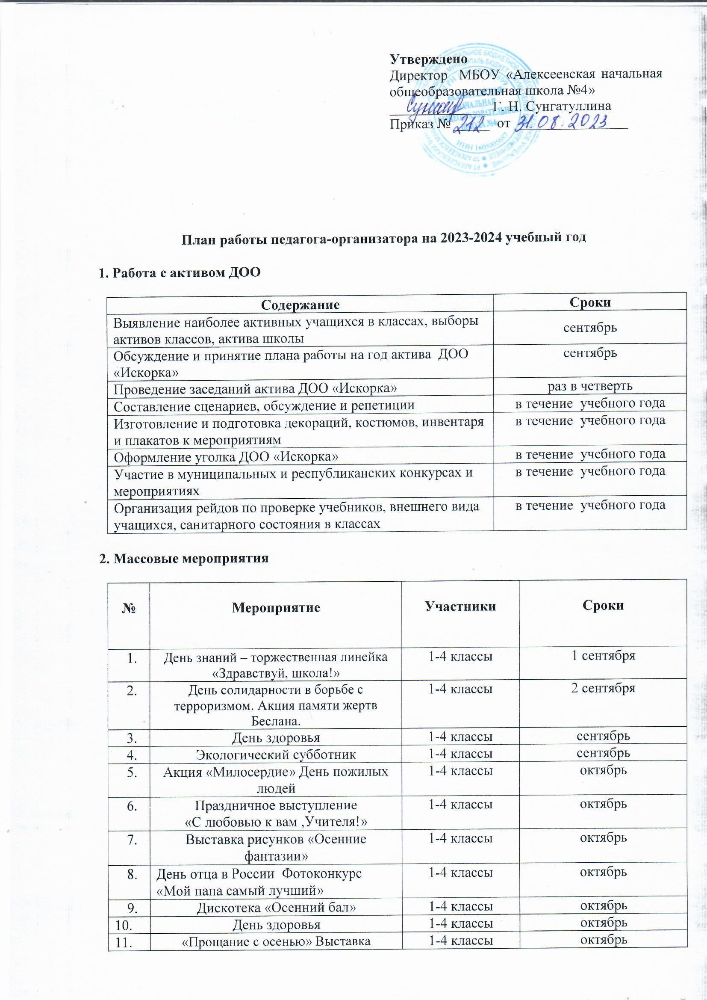 Утверждено
Директор МБОУ «Алексеевская начальная
общеобразовательная школа №4»
Г. Н. Сунгатуллина
Приказ № 212 от 31.08.2023
ИНН 1605005687
План работы педагога-организатора на 2023-2024 учебный год
1. Работа с активом ДОО
Содержание Сроки
Выявление наиболее активных учащихся в классах, выборы
активов классов, актива школы
сентябрь
Обсуждение и принятие плана работы на год актива ДОО
«Искорка»
сентябрь
Проведение заседаний актива ДОО «Искорка» раз в четверть
Составление сценариев, обсуждение и репетиции в течение учебного года
Изготовление и подготовка декораций, костюмов, инвентаря
и плакатов к мероприятиям
в течение учебного года
Оформление уголка ДОО «Искорка» в течение учебного года
Участие в муниципальных и республиканских конкурсах и
мероприятиях
в течение учебного года
Организация рейдов по проверке учебников, внешнего вида
учащихся, санитарного состояния в классах
в течение учебного года
2. Массовые мероприятия
№ Мероприятие Участники Сроки
1. День знаний – торжественная линейка
«Здравствуй, школа!»
1-4 классы 1 сентября
2. День солидарности в борьбе с
терроризмом. Акция памяти жертв
Беслана.
1-4 классы 2 сентября
3. День здоровья 1-4 классы сентябрь
4. Экологический субботник 1-4 классы сентябрь
5. Акция «Милосердие» День пожилых
людей
1-4 классы октябрь
6. Праздничное выступление
«С любовью к вам ,Учителя!»
1-4 классы октябрь
7. Выставка рисунков «Осенние
фантазии»
1-4 классы октябрь
8. День отца в России Фотоконкурс
«Мой папа самый лучший»
1-4 классы октябрь
9. Дискотека «Осенний бал» 1-4 классы октябрь
10. День здоровья 1-4 классы октябрь
11. «Прощание с осенью» Выставка 1-4 классы октябрь